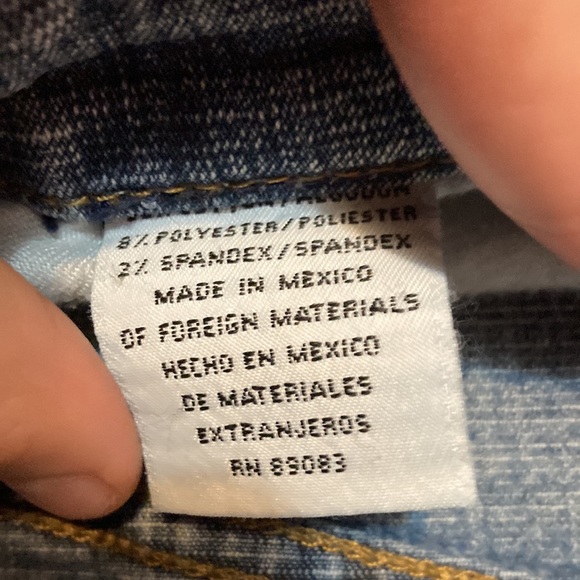 8% POLYESTER/POLIESTER
2% SPANDEX/SPANDEX
MADE IN MEXICO
OF FOREIGN MATERIALS
HECHO EN MEXICO
DE MATERIALES
EXTRANJEROS
RN 89083